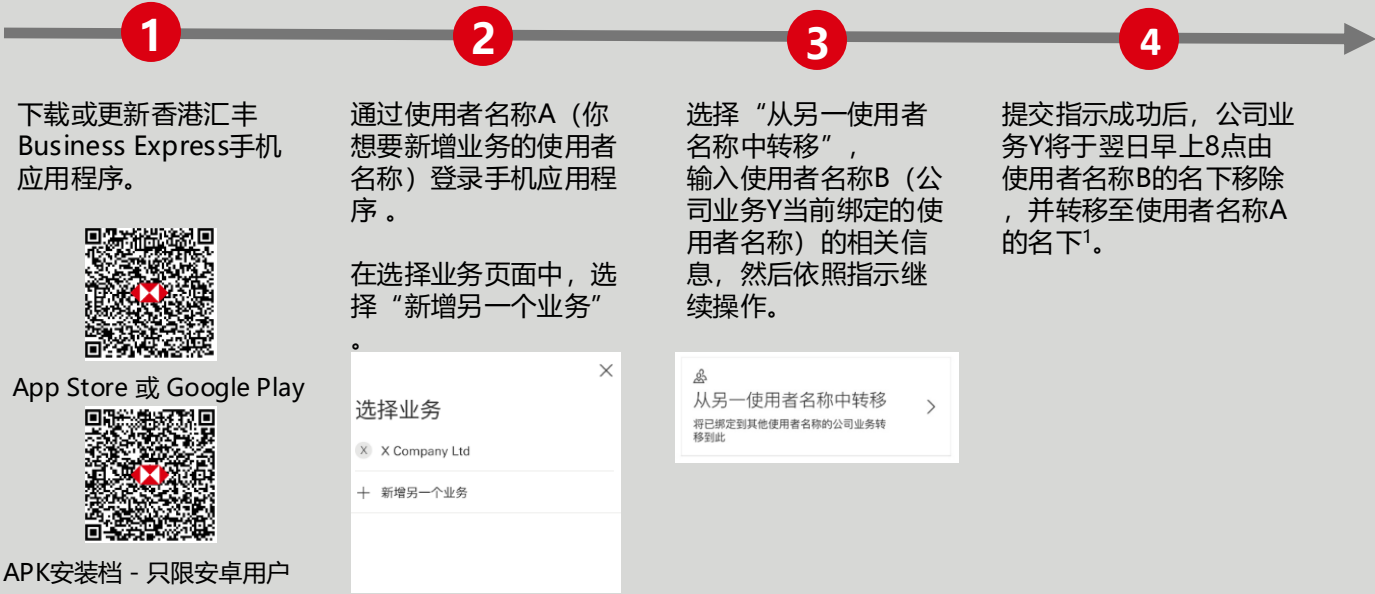 1
2
3
4
下载或更新香港汇丰
Business Express手机
应用程序。
App Store 或 Google Play
APK安装档 - 只限安卓用户
通过使用者名称A（你
想要新增业务的使用者
名称）登录手机应用程
序 。
在选择业务页面中，选
择“新增另一个业务”
。
选择业务
X X Company Ltd
+ 新增另一个业务
选择“从另一使用者
名称中转移”，
输入使用者名称B（公
司业务Y当前绑定的使
用者名称）的相关信
息，然后依照指示继
续操作。
从另一使用者名称中转移
将已绑定到其他使用者名称的公司业务转
移到此
提交指示成功后，公司业
务Y将于翌日早上8点由
使用者名称B的名下移除
，并转移至使用者名称A
的名下¹。